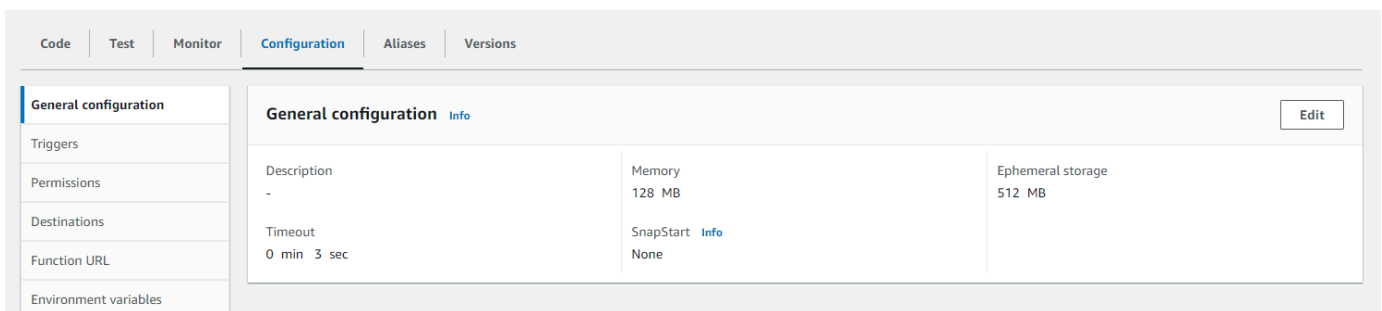 Code Test Monitor Configuration Aliases Versions
General configuration
Triggers
Permissions
Destinations
Function URL
Environment variables
General configuration Info
Edit
Description
-
Timeout
0 min 3 sec
Memory
128 MB
SnapStart Info
None
Ephemeral storage
512 MB